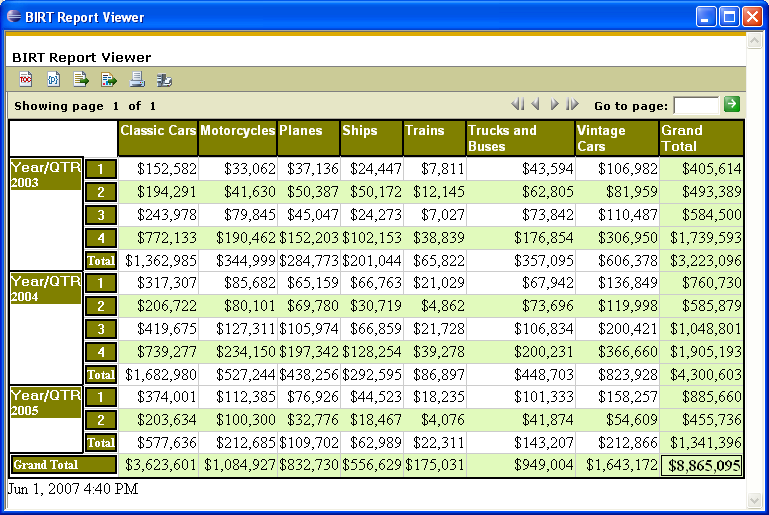 BIRT Report Viewer
BIRT Report Viewer
Showing page 1 of 1 Go to page:
Classic Cars Motorcycles Planes Ships Trains Trucks and Buses Vintage Cars Grand Total
Year/QTR 2003 1 $152,582 $33,062 $37,136 $24,447 $7,811 $43,594 $106,982 $405,614
2 $194,291 $41,630 $50,387 $50,172 $12,145 $62,805 $81,959 $493,389
3 $243,978 $79,845 $45,047 $24,273 $7,027 $73,842 $110,487 $584,500
4 $772,133 $190,462 $152,203 $102,153 $38,839 $176,854 $306,950 $1,739,593
Total $1,362,985 $344,999 $284,773 $201,044 $65,822 $357,095 $606,378 $3,223,096
Year/QTR 2004 1 $317,307 $85,682 $65,159 $66,763 $21,029 $67,942 $136,849 $760,730
2 $206,722 $80,101 $69,780 $30,719 $4,862 $73,696 $119,998 $585,879
3 $419,675 $127,311 $105,974 $66,859 $21,728 $106,834 $200,421 $1,048,801
4 $739,277 $234,150 $197,342 $128,254 $39,278 $200,231 $366,660 $1,905,193
Total $1,682,980 $527,244 $438,256 $292,595 $86,897 $448,703 $823,928 $4,300,603
Year/QTR 2005 1 $374,001 $112,385 $76,926 $44,523 $18,235 $101,333 $158,257 $885,660
2 $203,634 $100,300 $32,776 $18,467 $4,076 $41,874 $54,609 $455,736
Total $577,636 $212,685 $109,702 $62,989 $22,311 $143,207 $212,866 $1,341,396
Grand Total $3,623,601 $1,084,927 $832,730 $556,629 $175,031 $949,004 $1,643,172 $8,865,095
Jun 1, 2007 4:40 PM